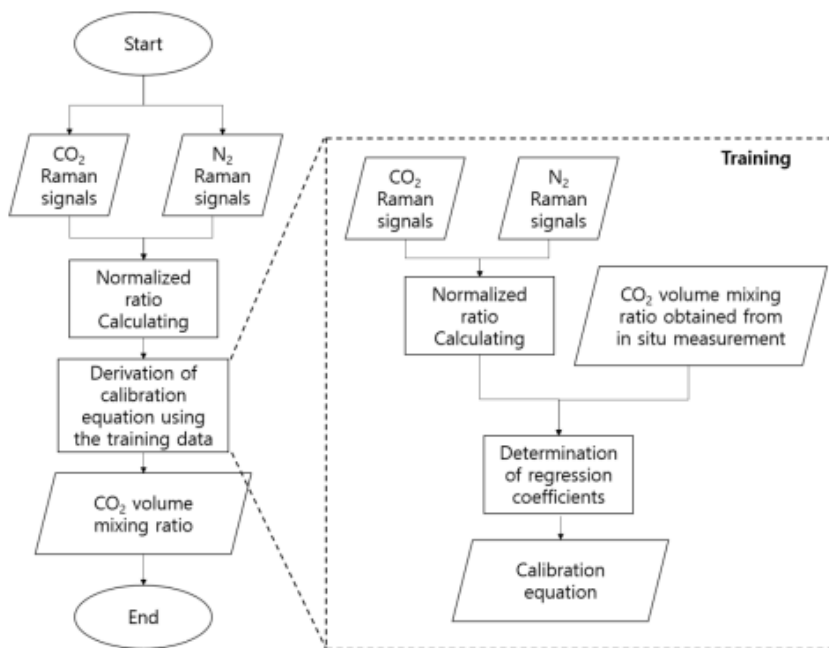 Start
CO₂
Raman
signals
N₂
Raman
signals
Normalized
ratio
Calculating
Derivation of
calibration
equation using
the training data
CO₂ volume
mixing ratio
End
Training
CO₂
Raman
signals
N₂
Raman
signals
Normalized
ratio
Calculating
CO₂ volume mixing
ratio obtained from
in situ measurement
Determination
of regression
coefficients
Calibration
equation